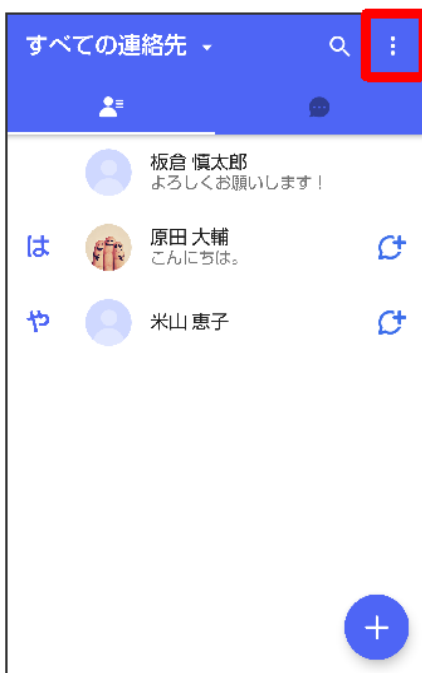 すべての連絡先
板倉 慎太郎
よろしくお願いします！
は
原田 大輔
こんにちは。
や
米山 恵子